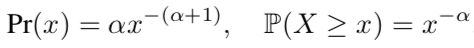 Pr(x) = αx^{−(α+1)}, ℙ(X ≥ x) = x^{−α}